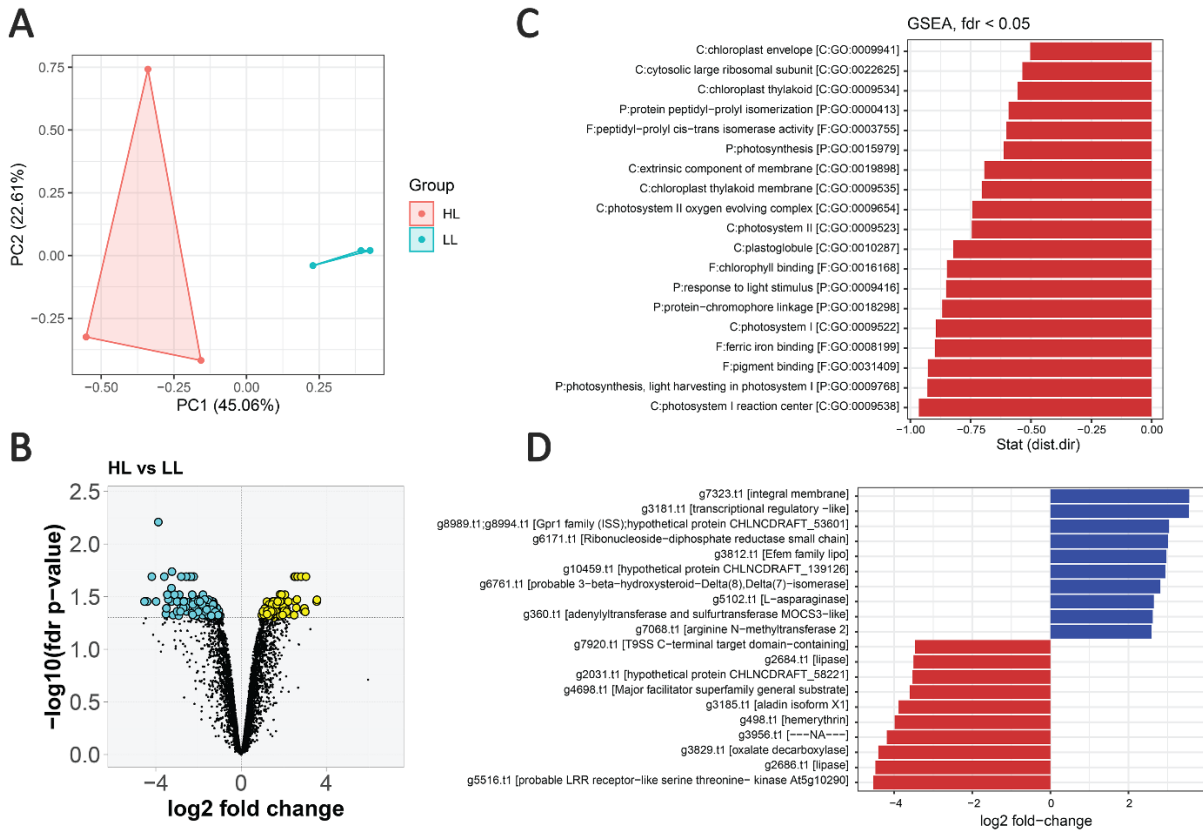 A
0.75
0.50
0.25
0.00
−0.25
PC2 (22.61%)
−0.50
−0.25
0.00
0.25
PC1 (45.06%)
Group
HL
LL
B
HL vs LL
2.5
2.0
1.5
1.0
0.5
0.0
−log10(fdr p-value)
−4
0
4
log2 fold change
C
GSEA, fdr < 0.05
C:chloroplast envelope [C:GO:0009941]
C:cytosolic large ribosomal subunit [C:GO:0022625]
C:chloroplast thylakoid [C:GO:0009534]
P:protein peptidyl−prolyl isomerization [P:GO:0000413]
F:peptidyl−prolyl cis−trans isomerase activity [F:GO:0003755]
P:photosynthesis [P:GO:0015979]
C:extrinsic component of membrane [C:GO:0019898]
C:chloroplast thylakoid membrane [C:GO:0009535]
C:photosystem II oxygen evolving complex [C:GO:0009654]
C:photosystem II [C:GO:0009523]
C:plastoglobule [C:GO:0010287]
F:chlorophyll binding [F:GO:0016168]
P:response to light stimulus [P:GO:0009416]
P:protein−chromophore linkage [P:GO:0018298]
C:photosystem I [C:GO:0009522]
F:ferric iron binding [F:GO:0008199]
F:pigment binding [F:GO:0031409]
P:photosynthesis, light harvesting in photosystem I [P:GO:0009768]
C:photosystem I reaction center [C:GO:0009538]
−1.00
−0.75
−0.50
−0.25
0.00
Stat (dist.dir)
D
g7323.t1 [integral membrane]
g3181.t1 [transcriptional regulatory −like]
g8989.t1;g8994.t1 [Gpr1 family (ISS);hypothetical protein CHLNCDRAFT_53601]
g6171.t1 [Ribonucleoside−diphosphate reductase small chain]
g3812.t1 [Efem family lipo]
g10459.t1 [hypothetical protein CHLNCDRAFT_139126]
g6761.t1 [probable 3−beta−hydroxysteroid−Delta(8),Delta(7)−isomerase]
g5102.t1 [L−asparaginase]
g360.t1 [adenylyltransferase and sulfurtransferase MOCS3−like]
g7068.t1 [arginine N−methyltransferase 2]
g7920.t1 [T9SS C−terminal target domain−containing]
g2684.t1 [lipase]
g2031.t1 [hypothetical protein CHLNCDRAFT_58221]
g4698.t1 [Major facilitator superfamily general substrate]
g3185.t1 [aladin isoform X1]
g498.t1 [hemerythrin]
g3956.t1 [−−−NA−−−]
g3829.t1 [oxalate decarboxylase]
g2686.t1 [lipase]
g5516.t1 [probable LRR receptor−like serine threonine− kinase At5g10290]
−4
−2
0
2
log2 fold−change